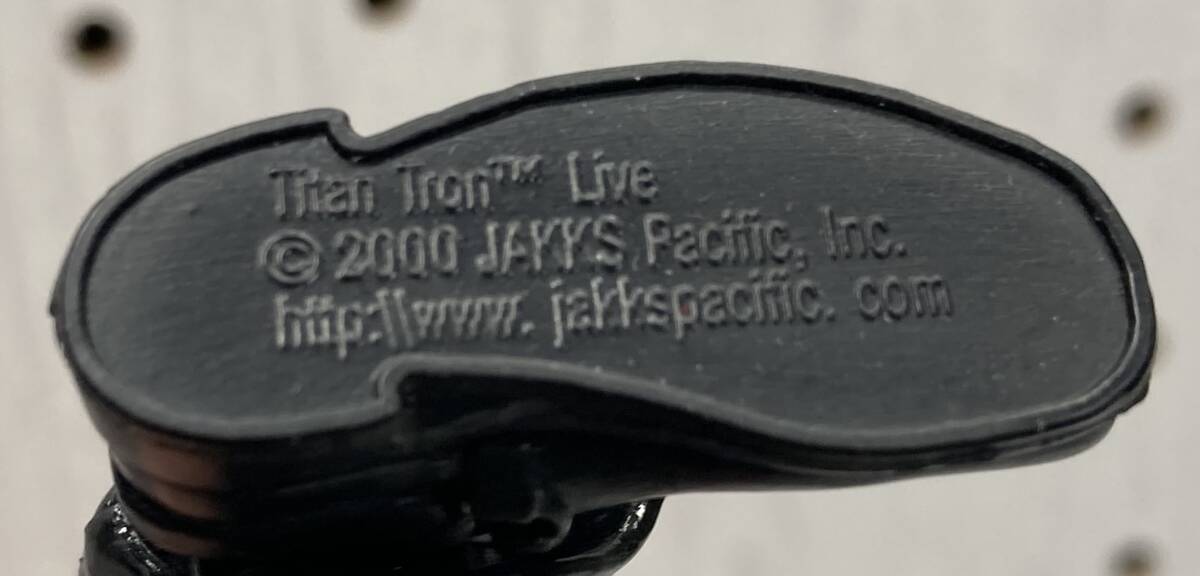 Titan Tron™ Live
© 2000 JAKKS Pacific, Inc.
http:\\www. jakkspacific. com